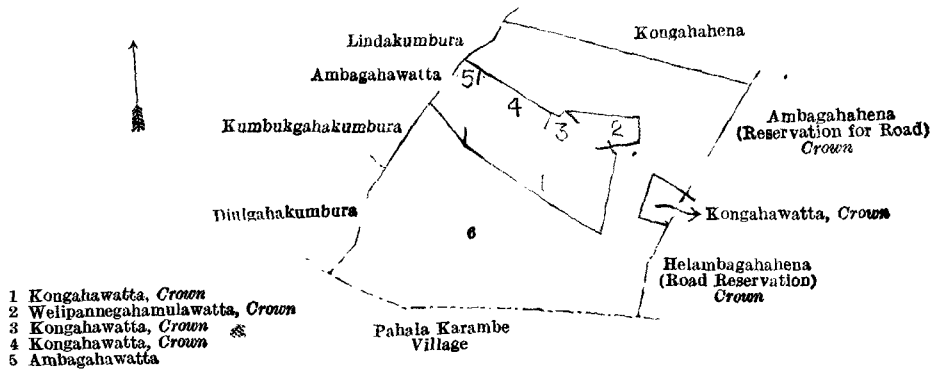 Kongahahena
Lindakumbura
Ambagahawatta
5
4
3
2
Ambagahahena
(Reservation for Road)
Crown
Kumbukgahakumbura
1
Dinlgahakumbura
Kongahawatta, Crown
6
Helambagahahena
(Road Reservation)
Crown
Pahala Karambe
Village
1 Kongahawatta, Crown
2 Welipannegahamulawatta, Crown
3 Kongahawatta, Crown
4 Kongahawatta, Crown
5 Ambagahawatta